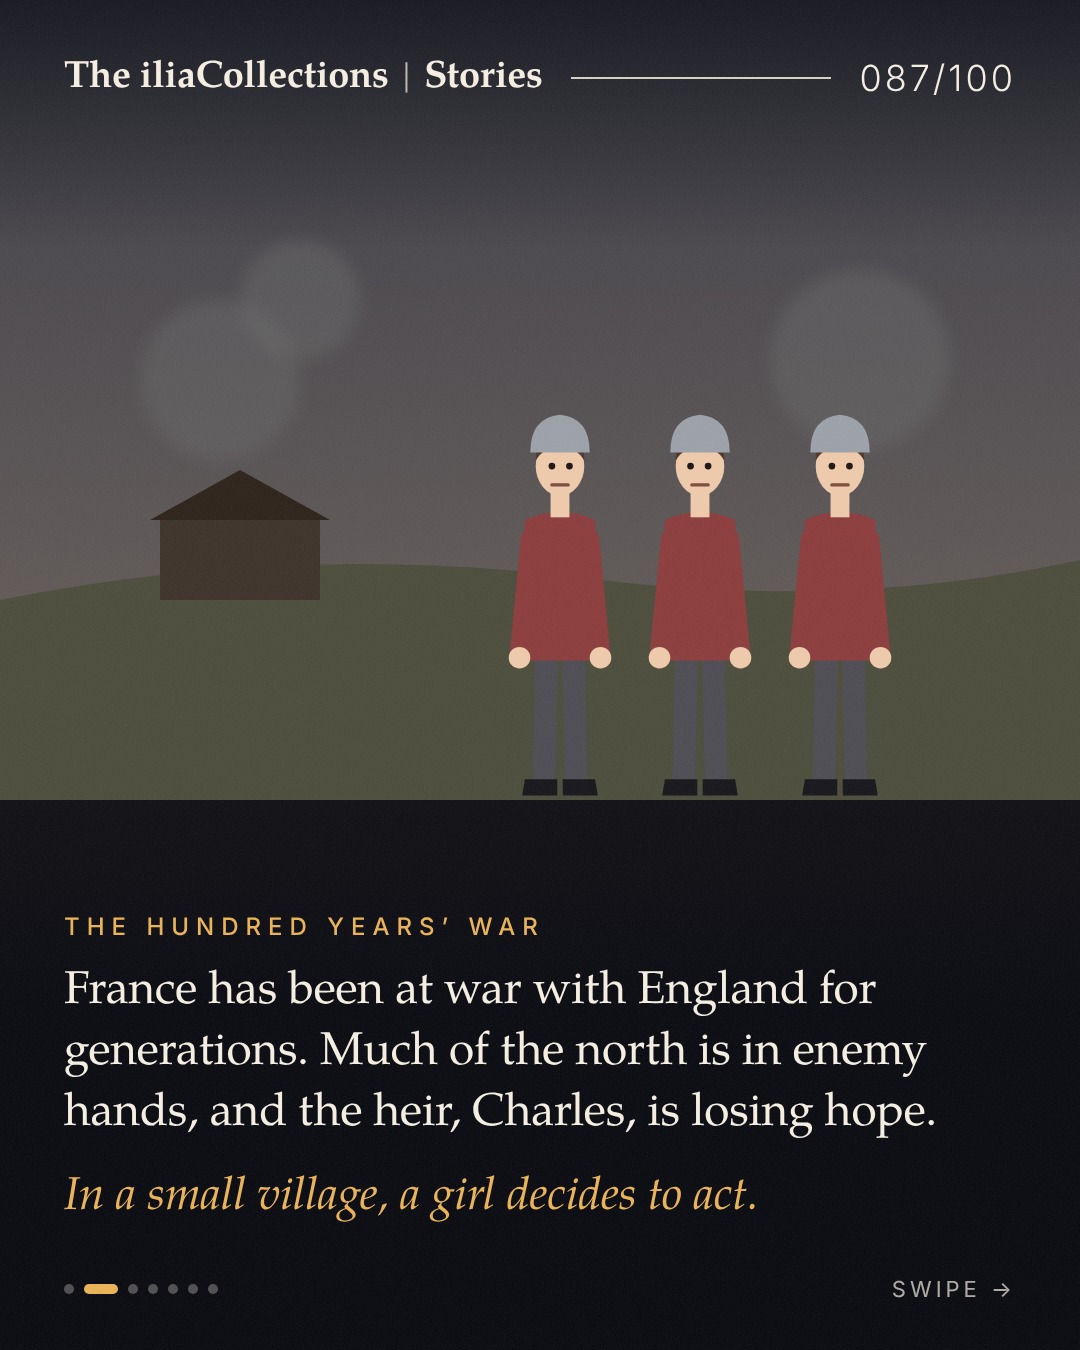 The iliaCollections | Stories 087/100
THE HUNDRED YEARS’ WAR
France has been at war with England for
generations. Much of the north is in enemy
hands, and the heir, Charles, is losing hope.
In a small village, a girl decides to act.
SWIPE →